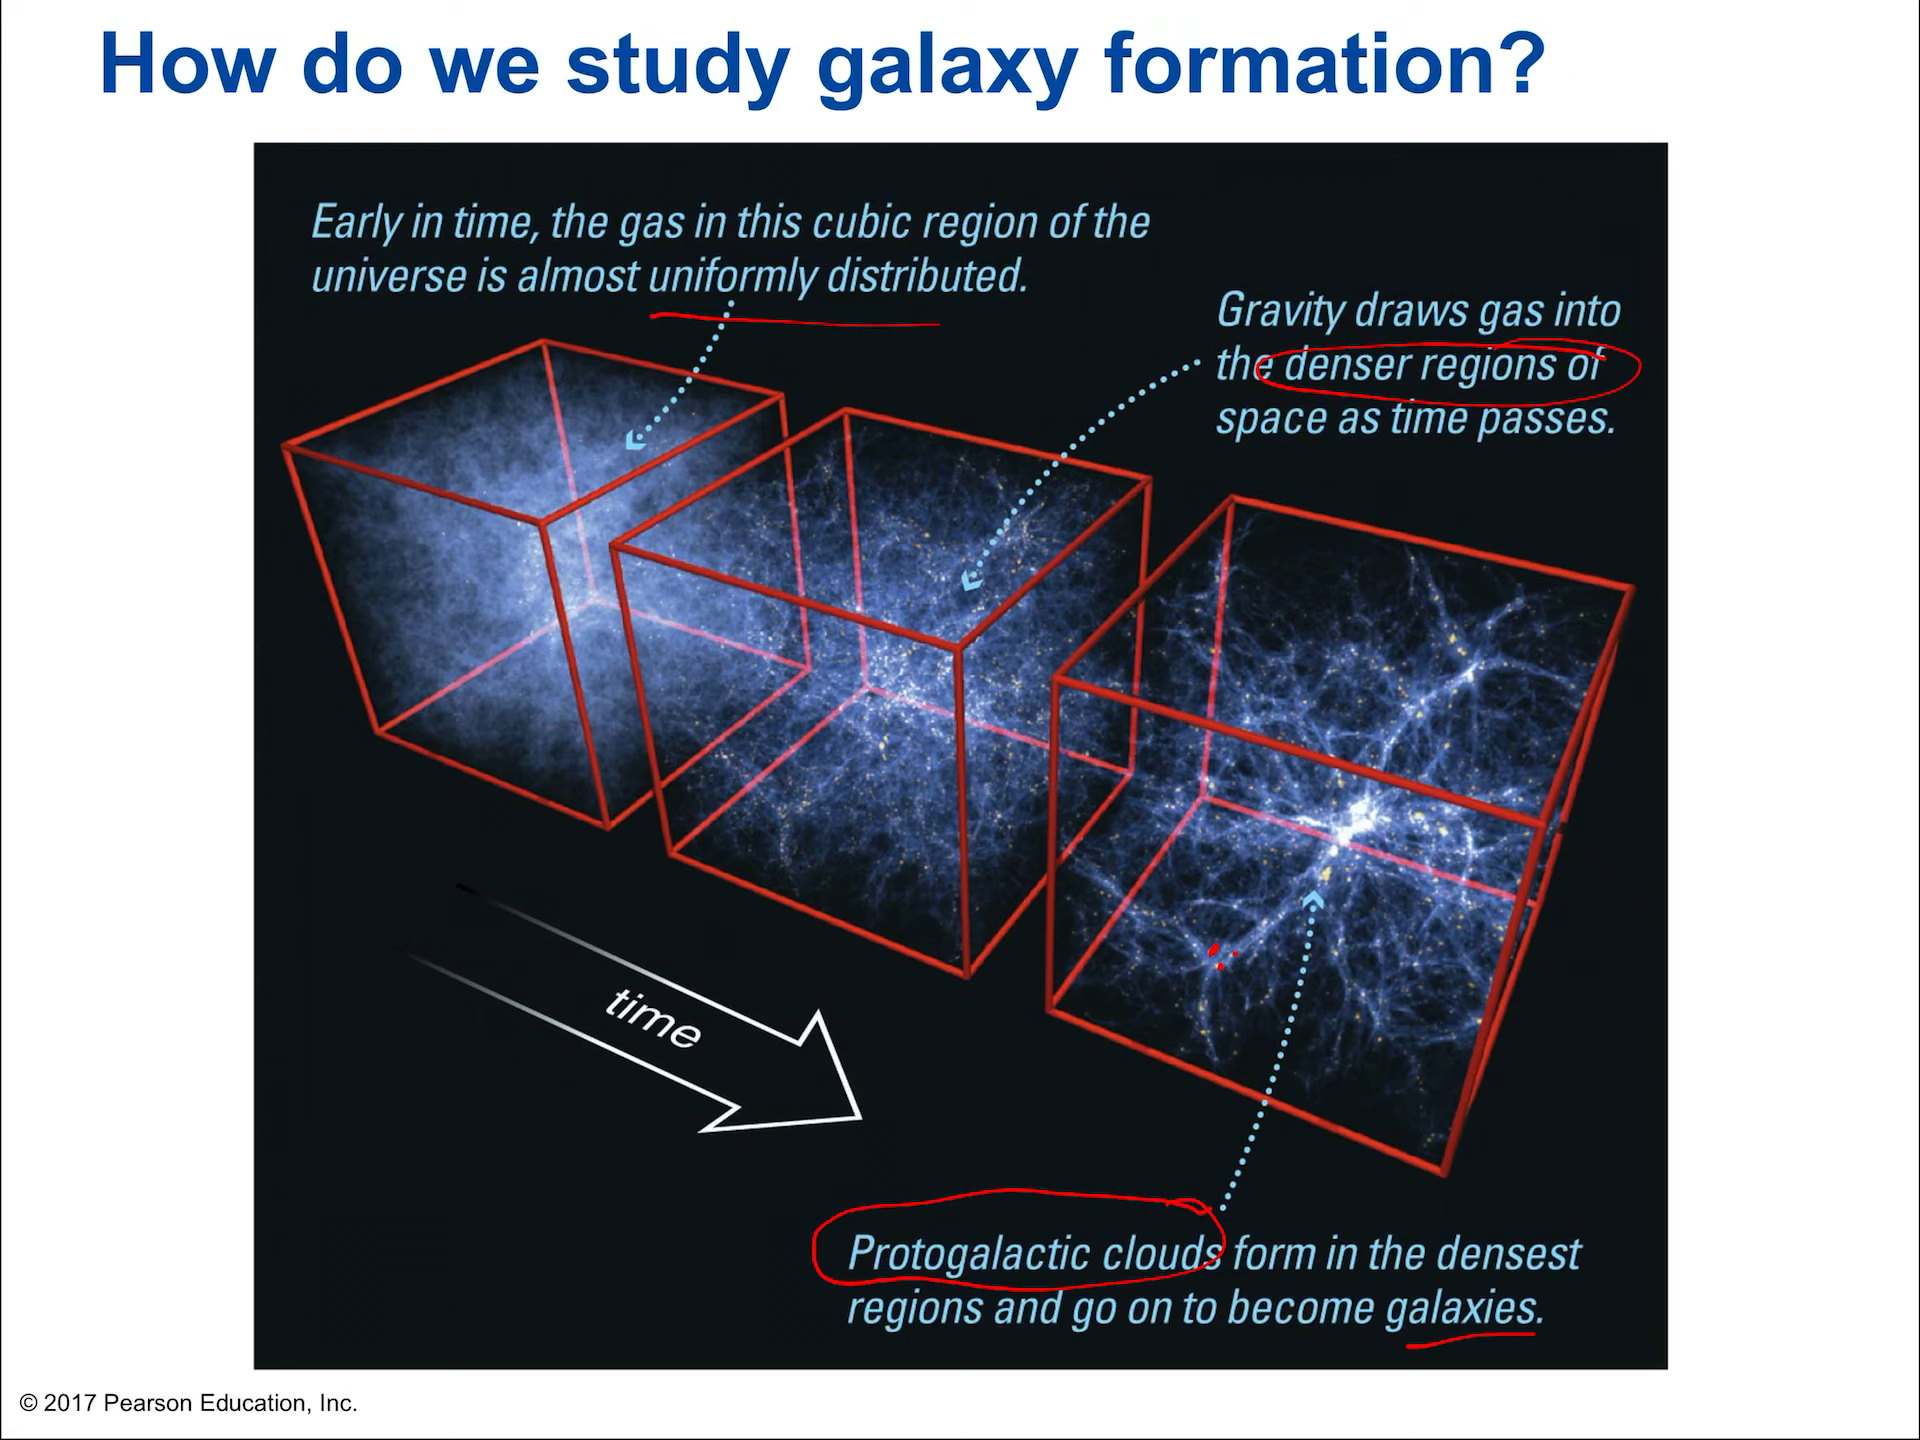 How do we study galaxy formation?
Early in time, the gas in this cubic region of the
universe is almost uniformly distributed.
Gravity draws gas into
the denser regions of
space as time passes.
time
Protogalactic clouds form in the densest
regions and go on to become galaxies.
© 2017 Pearson Education, Inc.